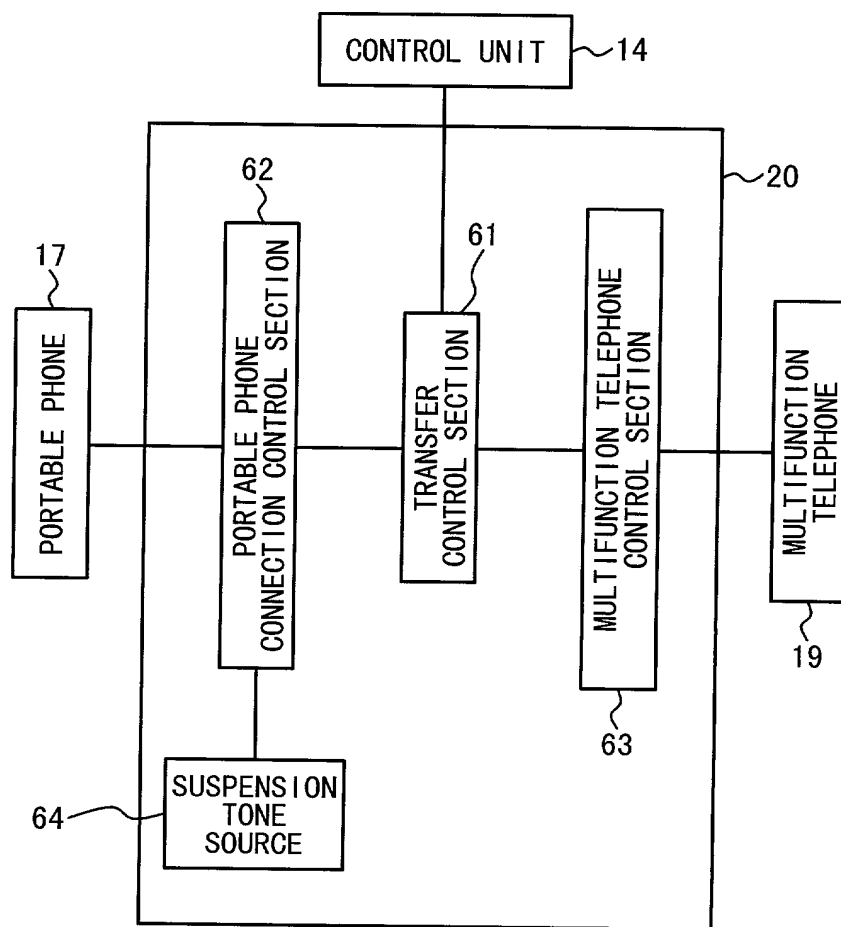 CONTROL UNIT
14
20
62
17
61
PORTABLE PHONE
PORTABLE PHONE
CONNECTION CONTROL SECTION
TRANSFER
CONTROL SECTION
MULTIFUNCTION TELEPHONE
CONTROL SECTION
MULTIFUNCTION
TELEPHONE
19
63
SUSPENSION
TONE
SOURCE
64